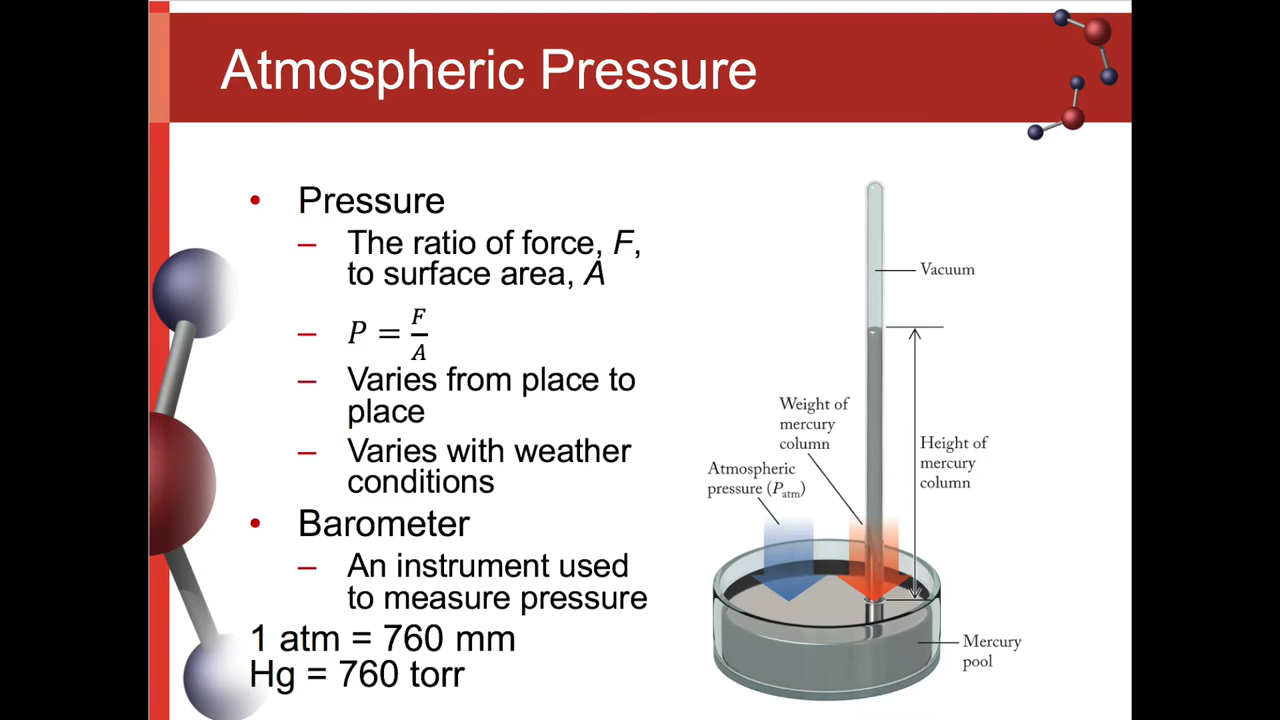 Atmospheric Pressure
• Pressure
– The ratio of force, F,
to surface area, A
– P = F/A
– Varies from place to
place
– Varies with weather
conditions
• Barometer
– An instrument used
to measure pressure
1 atm = 760 mm
Hg = 760 torr
Vacuum
Weight of
mercury
column
Height of
mercury
column
Atmospheric
pressure (Patm)
Mercury
pool